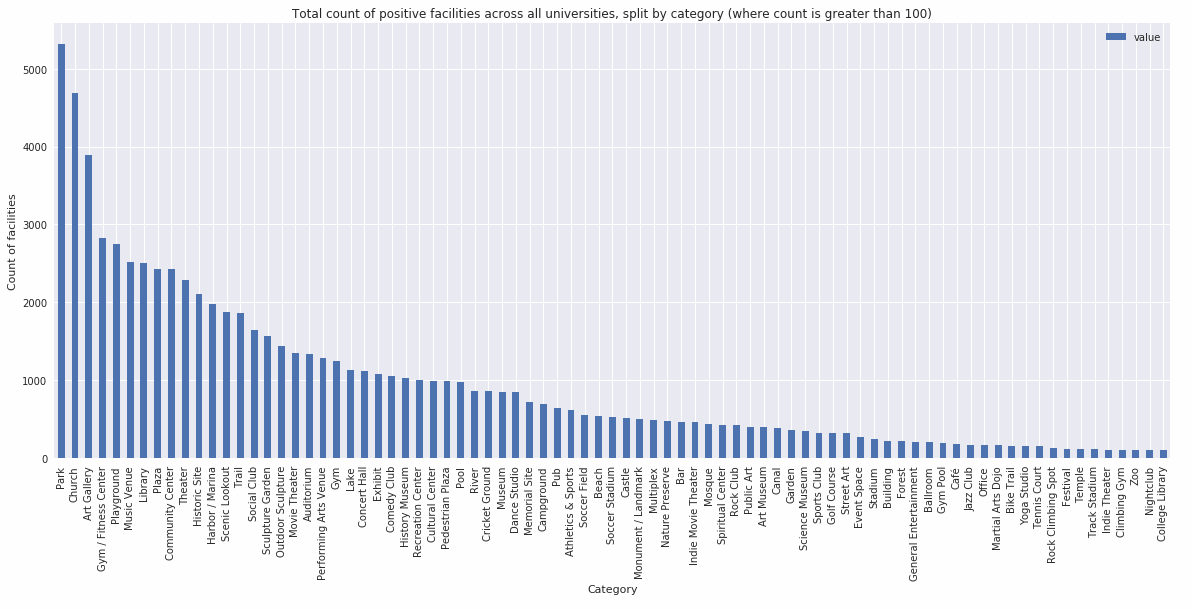 Total count of positive facilities across all universities, split by category (where count is greater than 100)
value
5000
4000
3000
2000
1000
0
Count of facilities
Park
Church
Art Gallery
Gym / Fitness Center
Playground
Music Venue
Library
Plaza
Community Center
Theater
Historic Site
Harbor / Marina
Scenic Lookout
Trail
Social Club
Sculpture Garden
Outdoor Sculpture
Movie Theater
Auditorium
Performing Arts Venue
Gym
Lake
Concert Hall
Exhibit
Comedy Club
History Museum
Recreation Center
Cultural Center
Pedestrian Plaza
Pool
River
Cricket Ground
Museum
Dance Studio
Memorial Site
Campground
Pub
Athletics & Sports
Soccer Field
Beach
Soccer Stadium
Castle
Monument / Landmark
Multiplex
Nature Preserve
Bar
Indie Movie Theater
Mosque
Spiritual Center
Rock Club
Public Art
Art Museum
Canal
Garden
Science Museum
Sports Club
Golf Course
Street Art
Event Space
Stadium
Building
Forest
General Entertainment
Ballroom
Gym Pool
Café
Jazz Club
Office
Martial Arts Dojo
Bike Trail
Yoga Studio
Tennis Court
Rock Climbing Spot
Festival
Temple
Track Stadium
Indie Theater
Climbing Gym
Zoo
Nightclub
College Library
Category